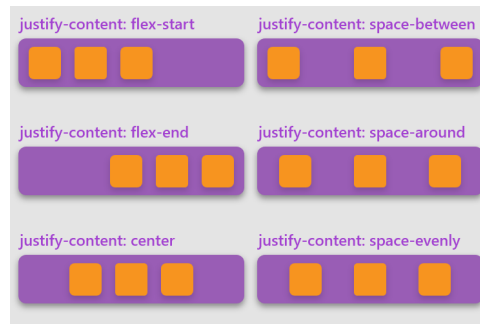 justify-content: flex-start
justify-content: space-between
justify-content: flex-end
justify-content: space-around
justify-content: center
justify-content: space-evenly